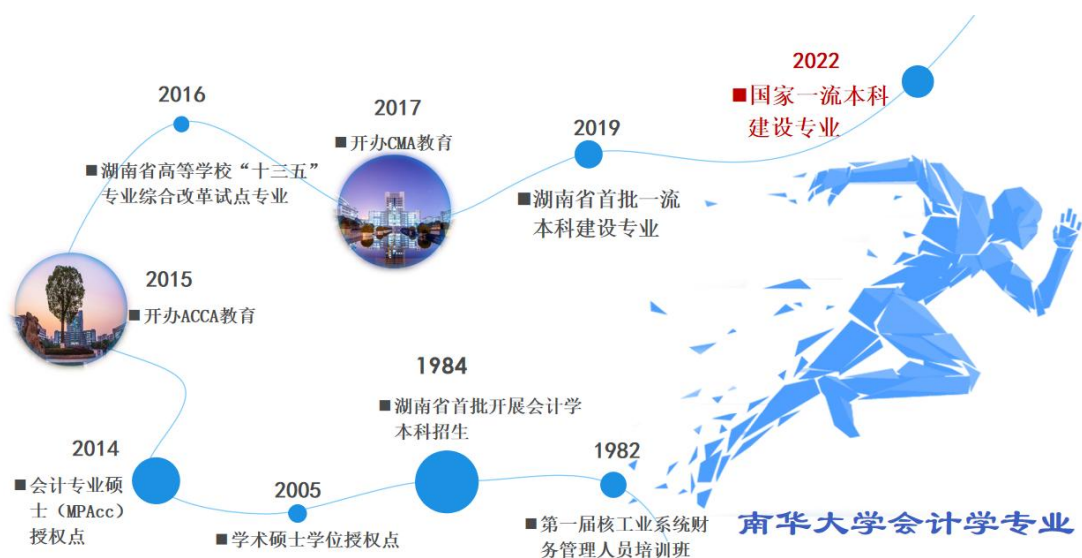 2022
■国家一流本科
建设专业
2016
■湖南省高等学校“十三五”
专业综合改革试点专业
2017
■开办CMA教育
2019
■湖南省首批一流
本科建设专业
2015
■开办ACCA教育
1984
■湖南省首批开展会计学
本科招生
2014
■会计专业硕
士（MPAcc）
授权点
2005
■学术硕士学位授权点
1982
■第一届核工业系统财
务管理人员培训班
南华大学会计学专业